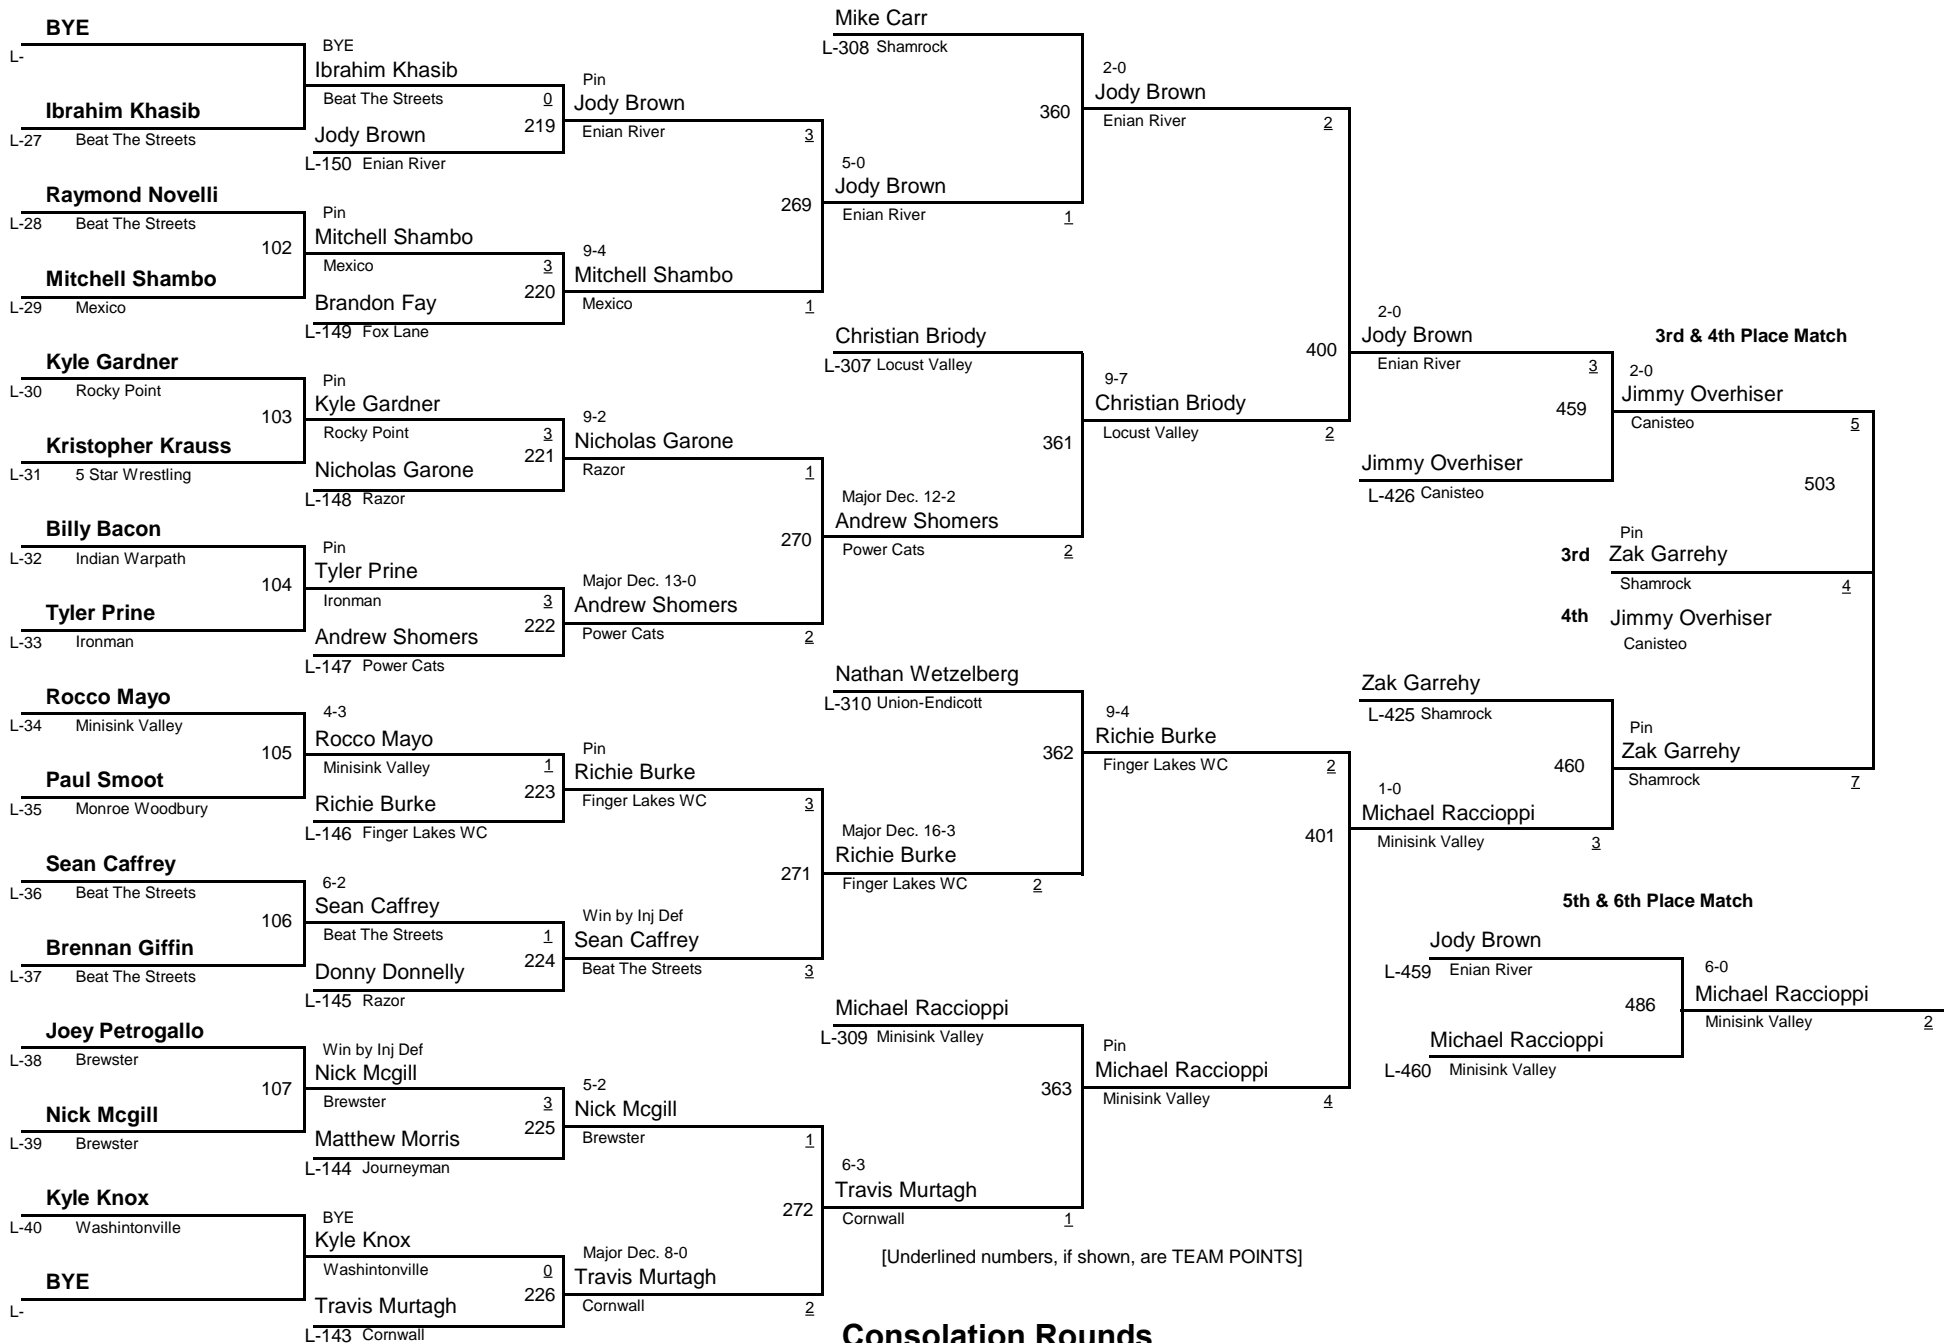 BYE
L-
Ibrahim Khasib
L-27 Beat The Streets
Raymond Novelli
L-28 Beat The Streets
102
Mitchell Shambo
L-29 Mexico
Kyle Gardner
L-30 Rocky Point
103
Kristopher Krauss
L-31 5 Star Wrestling
Billy Bacon
L-32 Indian Warpath
104
Tyler Prine
L-33 Ironman
Rocco Mayo
L-34 Minisink Valley
105
Paul Smoot
L-35 Monroe Woodbury
Sean Caffrey
L-36 Beat The Streets
106
Brennan Giffin
L-37 Beat The Streets
Joey Petrogallo
L-38 Brewster
107
Nick Mcgill
L-39 Brewster
Kyle Knox
L-40 Washintonville
BYE
L-
BYE
Ibrahim Khasib
Beat The Streets 0
219
Jody Brown
L-150 Enian River
Pin
Mitchell Shambo
Mexico 3
220
Brandon Fay
L-149 Fox Lane
Pin
Kyle Gardner
Rocky Point 3
221
Nicholas Garone
L-148 Razor
Pin
Tyler Prine
Ironman 3
222
Andrew Shomers
L-147 Power Cats
4-3
Rocco Mayo
Minisink Valley 1
223
Richie Burke
L-146 Finger Lakes WC
6-2
Sean Caffrey
Beat The Streets 1
224
Donny Donnelly
L-145 Razor
Win by Inj Def
Nick Mcgill
Brewster 3
225
Matthew Morris
L-144 Journeyman
BYE
Kyle Knox
Washintonville 0
226
Travis Murtagh
L-143 Cornwall
Pin
Jody Brown
Enian River 3
269
9-4
Mitchell Shambo
Mexico 1
9-2
Nicholas Garone
Razor 1
270
Major Dec. 13-0
Andrew Shomers
Power Cats 2
Pin
Richie Burke
Finger Lakes WC 3
271
Win by Inj Def
Sean Caffrey
Beat The Streets 3
5-2
Nick Mcgill
Brewster 1
272
Major Dec. 8-0
Travis Murtagh
Cornwall 2
Mike Carr
L-308 Shamrock
360
5-0
Jody Brown
Enian River 1
Christian Briody
L-307 Locust Valley
361
Major Dec. 12-2
Andrew Shomers
Power Cats 2
Nathan Wetzelberg
L-310 Union-Endicott
362
Major Dec. 16-3
Richie Burke
Finger Lakes WC 2
Michael Raccioppi
L-309 Minisink Valley
363
6-3
Travis Murtagh
Cornwall 1
2-0
Jody Brown
Enian River 2
400
9-7
Christian Briody
Locust Valley 2
9-4
Richie Burke
Finger Lakes WC 2
401
Pin
Michael Raccioppi
Minisink Valley 4
2-0
Jody Brown
Enian River 3
459
Jimmy Overhiser
L-426 Canisteo
Zak Garrehy
L-425 Shamrock
460
1-0
Michael Raccioppi
Minisink Valley 3
3rd & 4th Place Match
2-0
Jimmy Overhiser
Canisteo 5
503
Pin
3rd Zak Garrehy
Shamrock 4
4th Jimmy Overhiser
Canisteo
Pin
Zak Garrehy
Shamrock 7
5th & 6th Place Match
Jody Brown
L-459 Enian River
486
Michael Raccioppi
L-460 Minisink Valley
6-0
Michael Raccioppi
Minisink Valley 2
[Underlined numbers, if shown, are TEAM POINTS]
Consolation Rounds